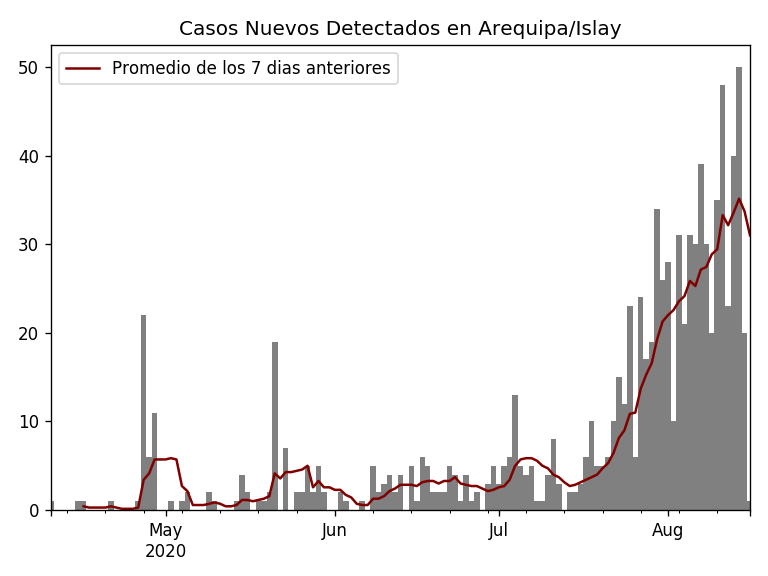 Casos Nuevos Detectados en Arequipa/Islay
Promedio de los 7 dias anteriores
50
40
30
20
10
0
May
2020
Jun
Jul
Aug